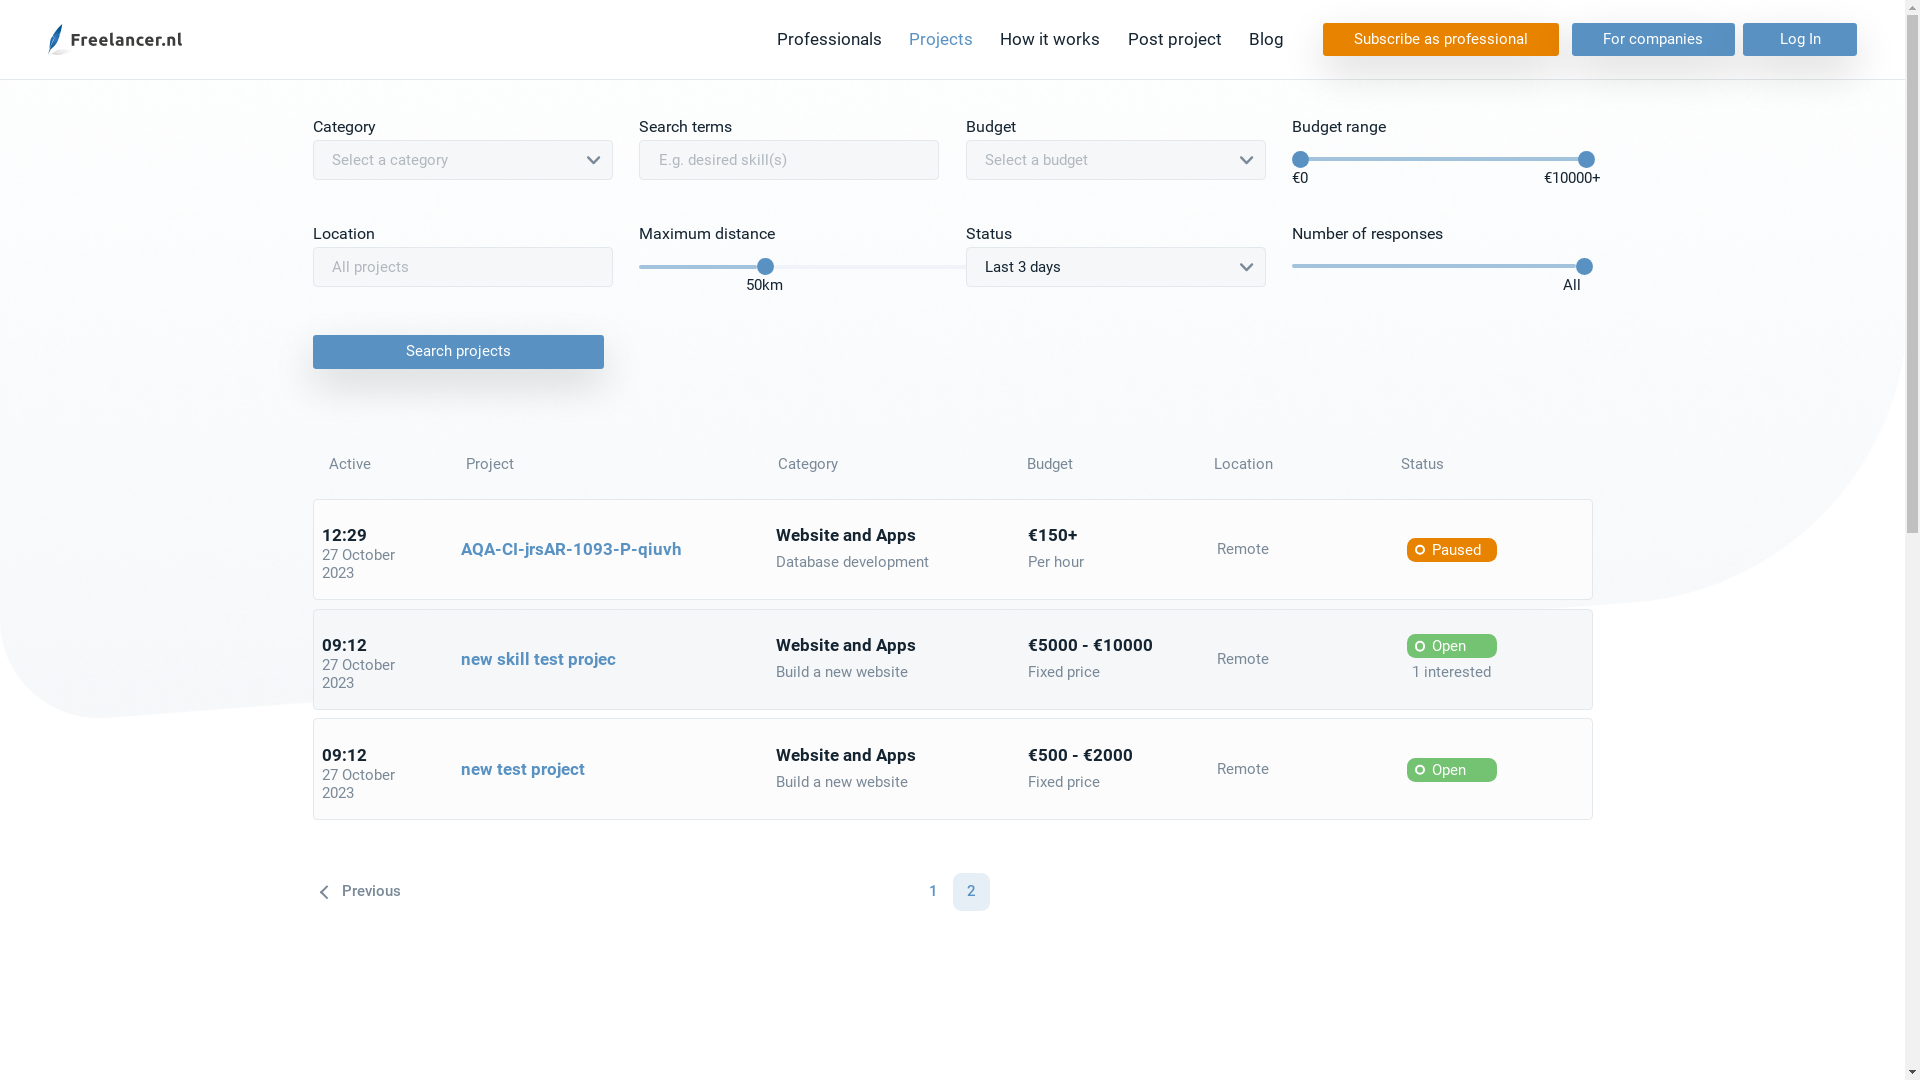 Freelancer.nl
Professionals Projects How it works Post project Blog Subscribe as professional For companies Log In
Category Search terms Budget Budget range
Select a category E.g. desired skill(s) Select a budget
€0 €10000+
Location Maximum distance Status Number of responses
All projects Last 3 days
50km All
Search projects
Active Project Category Budget Location Status
12:29 Website and Apps €150+
27 October AQA-CI-jrsAR-1093-P-qiuvh Remote Paused
2023 Database development Per hour
09:12 Website and Apps €5000 - €10000 Open
27 October new skill test projec Remote
2023 Build a new website Fixed price 1 interested
09:12 Website and Apps €500 - €2000
27 October new test project Remote Open
2023 Build a new website Fixed price
Previous 1 2